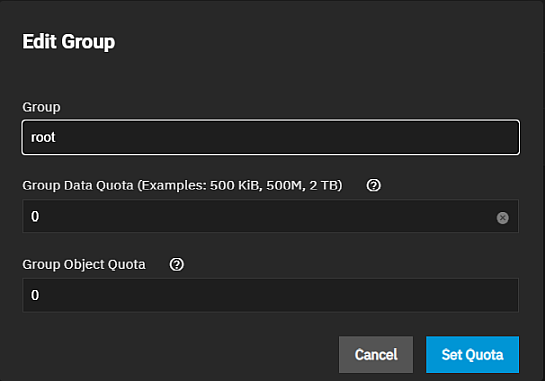 Edit Group
Group
root
Group Data Quota (Examples: 500 KiB, 500M, 2 TB) ?
0
Group Object Quota ?
0
Cancel Set Quota